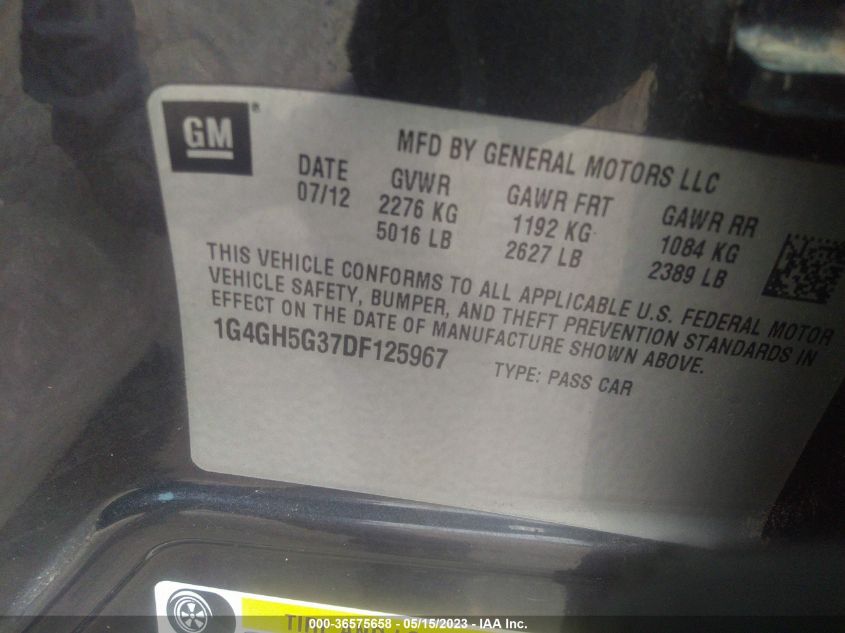 GM®
MFD BY GENERAL MOTORS LLC
DATE GVWR GAWR FRT GAWR RR
07/12 2276 KG 1192 KG 1084 KG
5016 LB 2627 LB 2389 LB
THIS VEHICLE CONFORMS TO ALL APPLICABLE U.S. FEDERAL MOTOR
VEHICLE SAFETY, BUMPER, AND THEFT PREVENTION STANDARDS IN
EFFECT ON THE DATE OF MANUFACTURE SHOWN ABOVE.
1G4GH5G37DF125967 TYPE: PASS CAR
TIRE AND
000-36575658 - 05/15/2023 - IAA Inc.